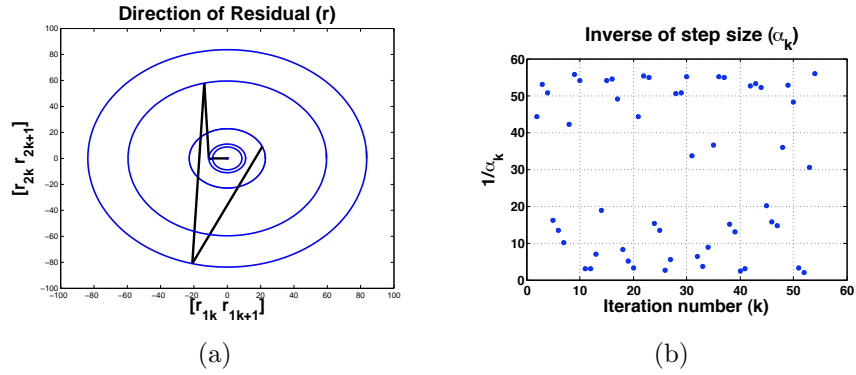 Direction of Residual (r)
100
80
60
40
20
0
−20
−40
−60
−80
−100
[r2k r2k+1]
−100 −80 −60 −40 −20 0 20 40 60 80 100
[r1k r1k+1]
(a)
Inverse of step size (αk)
60
50
40
30
20
10
0
1/αk
0 10 20 30 40 50 60
Iteration number (k)
(b)